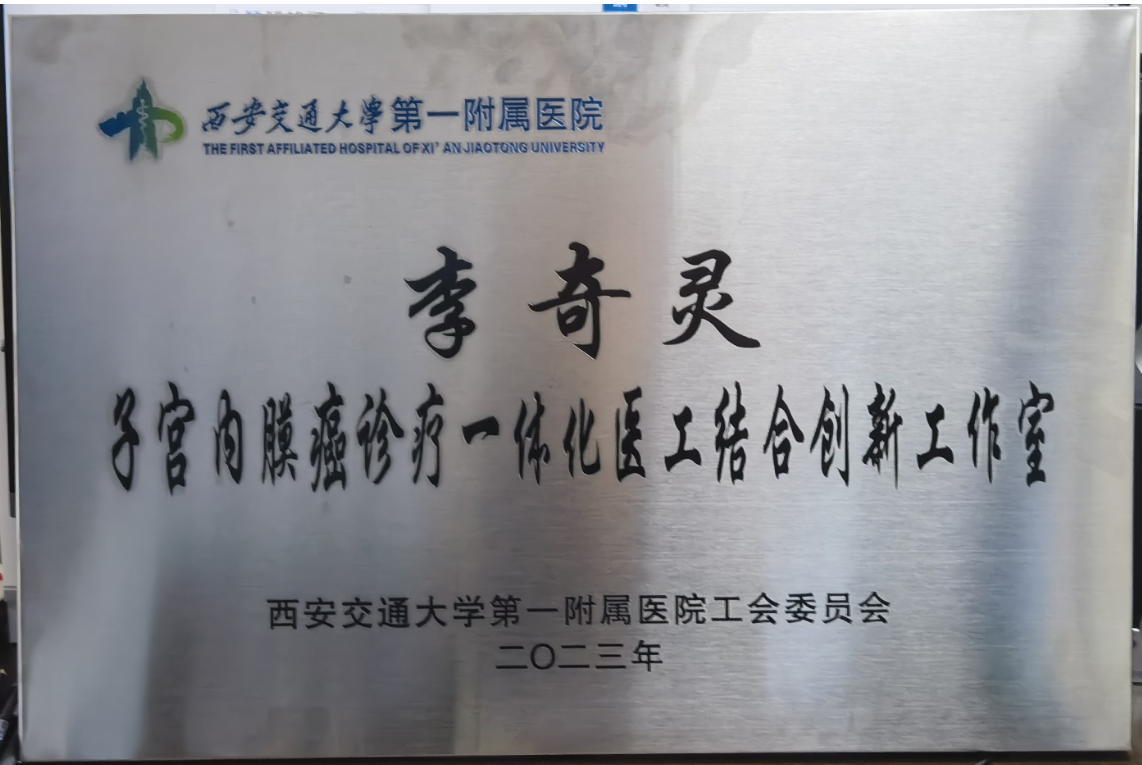 西安交通大学第一附属医院
THE FIRST AFFILIATED HOSPITAL OF XI' AN JIAOTONG UNIVERSITY
李奇灵
子宫内膜癌诊疗一体化医工结合创新工作室
西安交通大学第一附属医院工会委员会
二〇二三年